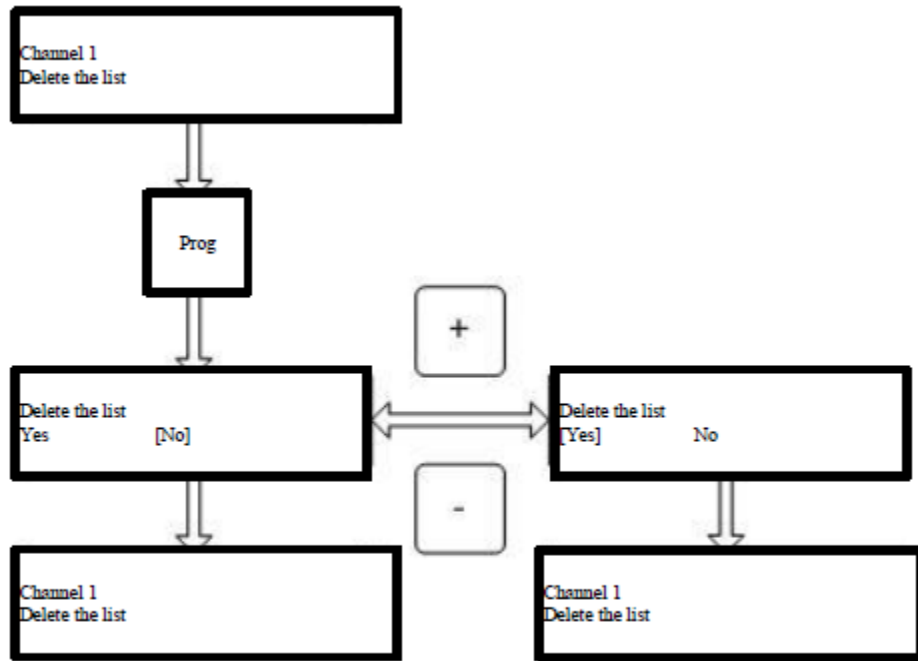 Channel 1
Delete the list
Prog
+
Delete the list
Yes [No]
Delete the list
[Yes] No
-
Channel 1
Delete the list
Channel 1
Delete the list